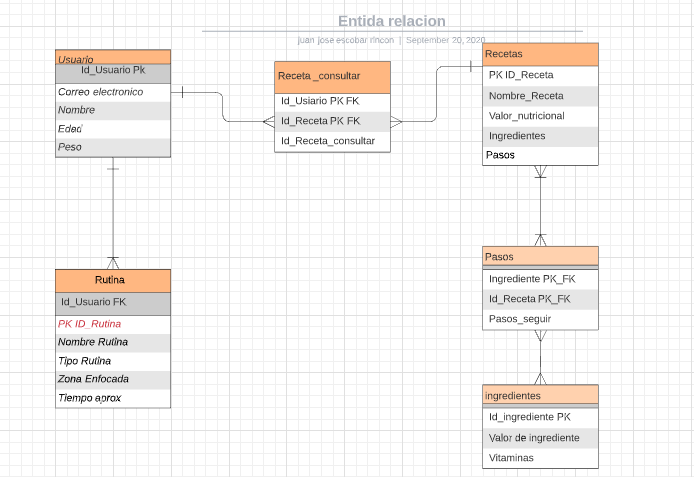 Entida relacion
juan jose escobar rincon | September 20, 2020
Usuario
Id_Usuario Pk
Correo electronico
Nombre
Edad
Peso
Receta _consultar
Id_Usiario PK FK
Id_Receta PK FK
Id_Receta_consultar
Recetas
PK ID_Receta
Nombre_Receta
Valor_nutricional
Ingredientes
Pasos
Rutina
Id_Usuario FK
PK ID_Rutina
Nombre Rutina
Tipo Rutina
Zona Enfocada
Tiempo aprox
Pasos
Ingrediente PK_FK
Id_Receta PK_FK
Pasos_seguir
ingredientes
Id_ingrediente PK
Valor de ingrediente
Vitaminas